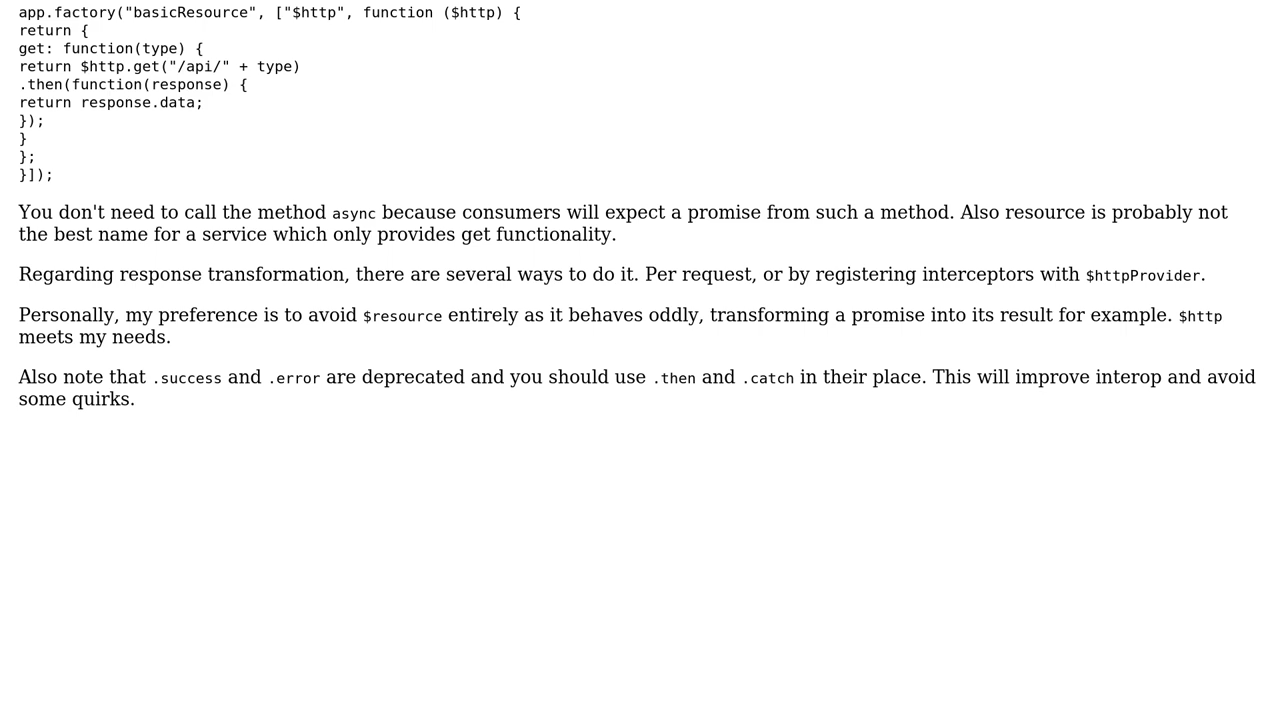 app.factory("basicResource", ["$http", function ($http) {
return {
get: function(type) {
return $http.get("/api/" + type)
.then(function(response) {
return response.data;
});
}
};
}]);
You don't need to call the method async because consumers will expect a promise from such a method. Also resource is probably not
the best name for a service which only provides get functionality.
Regarding response transformation, there are several ways to do it. Per request, or by registering interceptors with $httpProvider.
Personally, my preference is to avoid $resource entirely as it behaves oddly, transforming a promise into its result for example. $http
meets my needs.
Also note that .success and .error are deprecated and you should use .then and .catch in their place. This will improve interop and avoid
some quirks.